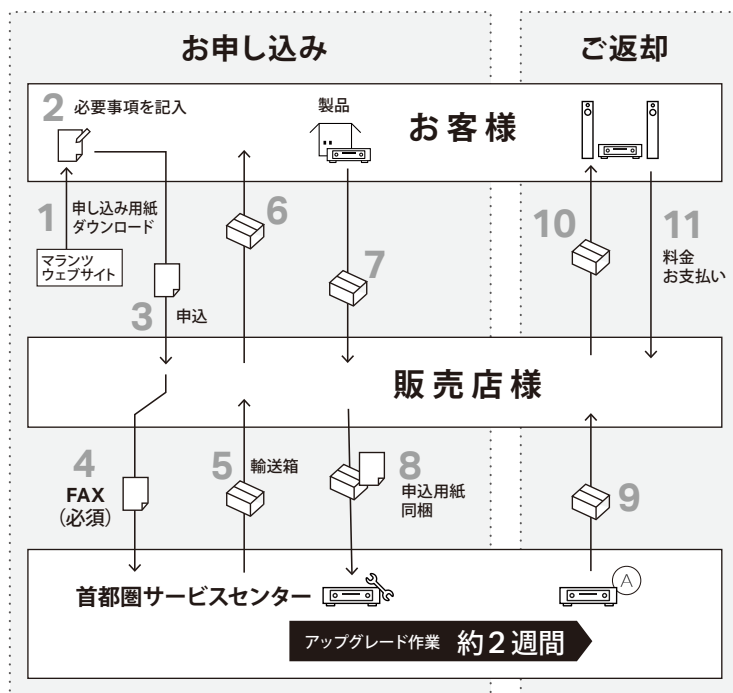 お申し込み
ご返却
2 必要事項を記入
製品
お客様
1 申し込み用紙
ダウンロード
マランツ
ウェブサイト
3 申込
6
7
10
11
料金
お支払い
販売店様
4
FAX
（必須）
5 輸送箱
8
申込用紙
同梱
9
首都圏サービスセンター
A
アップグレード作業 約2週間